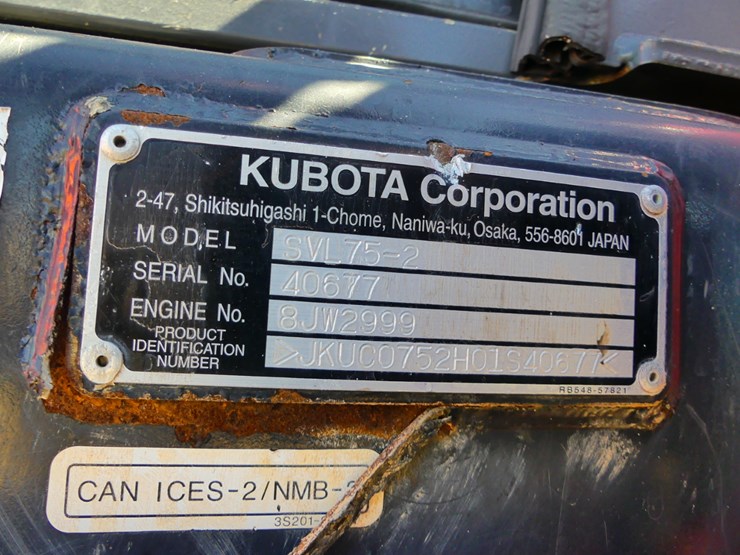 KUBOTA Corporation
2-47, Shikitsuhigashi 1-Chome, Naniwa-ku, Osaka, 556-8601 JAPAN
MODEL SVL75-2
SERIAL No. 40677
ENGINE No. 8JW2999
PRODUCT
IDENTIFICATION
NUMBER
>JKUC0752H01S40677<
RB548-57821
CAN ICES-2/NMB-
3S201-